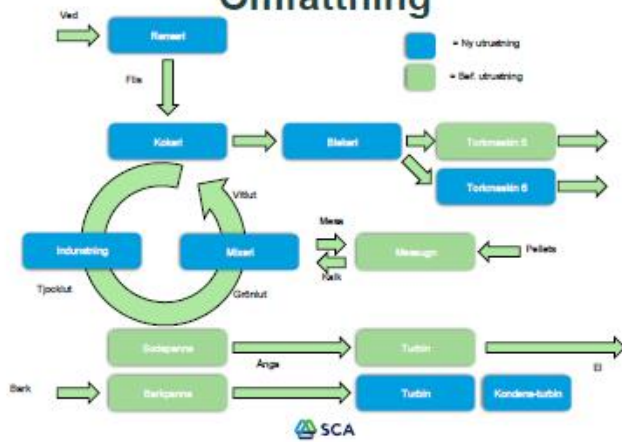 Omfattning
Ved
Renseri
= Ny utrustning
Flis
= Bef. utrustning
Kokeri
Blekeri
Torkmaskin 5
Vitlut
Torkmaskin 6
Mesa
Indunstning
Mixeri
Mesaugn
Pellets
Kalk
Tjocklut
Grönlut
Sodapanna
Turbin
Ånga
El
Bark
Barkpanna
Turbin
Kondens-turbin
SCA